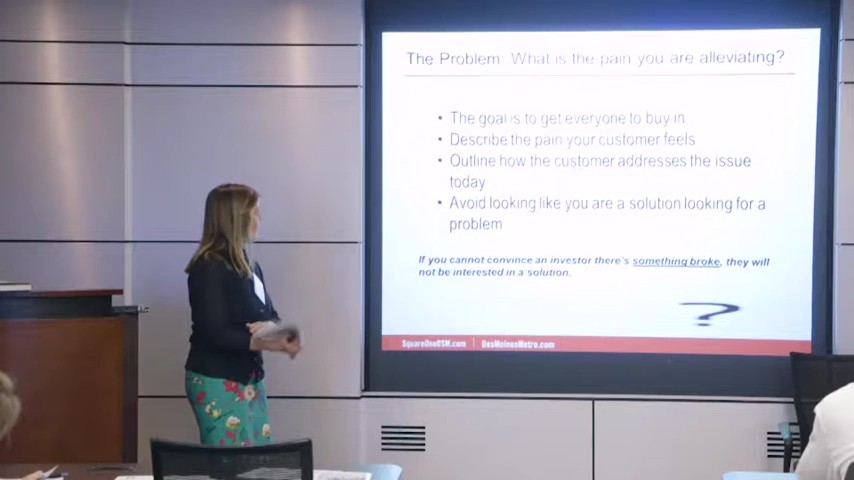 The Problem  What is the pain you are alleviating?
• The goal is to get everyone to buy in
• Describe the pain your customer feels
• Outline how the customer addresses the issue
today
• Avoid looking like you are a solution looking for a
problem
If you cannot convince an investor there's something broke, they will
not be interested in a solution.
?
SquareOneDSM.com | DesMoinesMetro.com